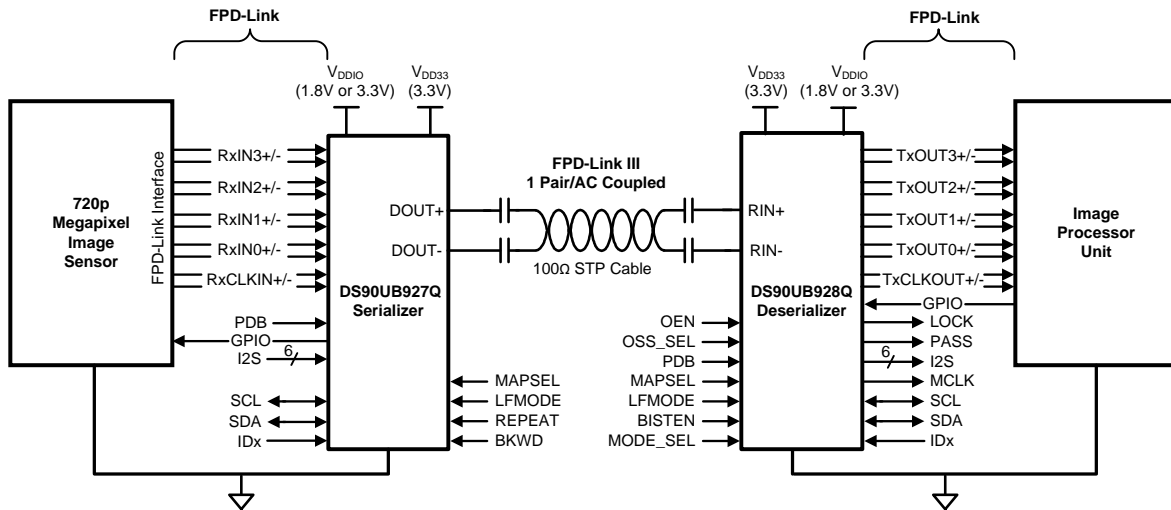 FPD-Link
FPD-Link
VDDIO
(1.8V or 3.3V)
VDD33
(3.3V)
VDD33
(3.3V)
VDDIO
(1.8V or 3.3V)
720p
Megapixel
Image
Sensor
FPD-Link Interface
RxIN3+/-
RxIN2+/-
RxIN1+/-
RxIN0+/-
RxCLKIN+/-
PDB
GPIO
I2S
6
SCL
SDA
IDx
DOUT+
DOUT-
DS90UB927Q
Serializer
MAPSEL
LFMODE
REPEAT
BKWD
FPD-Link III
1 Pair/AC Coupled
100Ω STP Cable
RIN+
RIN-
DS90UB928Q
Deserializer
OEN
OSS_SEL
PDB
MAPSEL
LFMODE
BISTEN
MODE_SEL
TxOUT3+/-
TxOUT2+/-
TxOUT1+/-
TxOUT0+/-
TxCLKOUT+/-
GPIO
LOCK
PASS
6
I2S
MCLK
SCL
SDA
IDx
Image
Processor
Unit